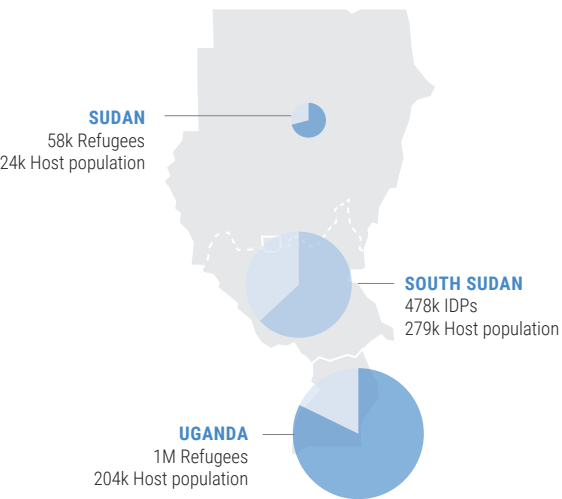 SUDAN
58k Refugees
24k Host population
SOUTH SUDAN
478k IDPs
279k Host population
UGANDA
1M Refugees
204k Host population